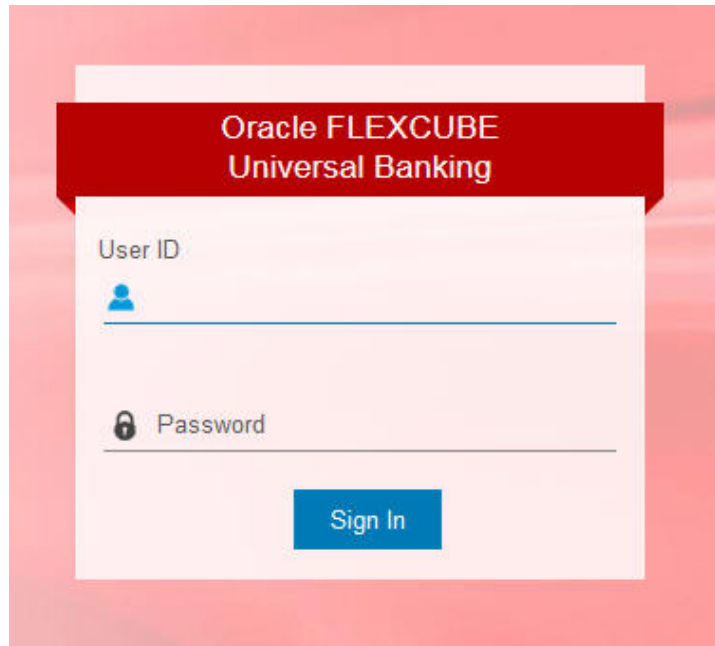 Oracle FLEXCUBE
Universal Banking
User ID
Password
Sign In